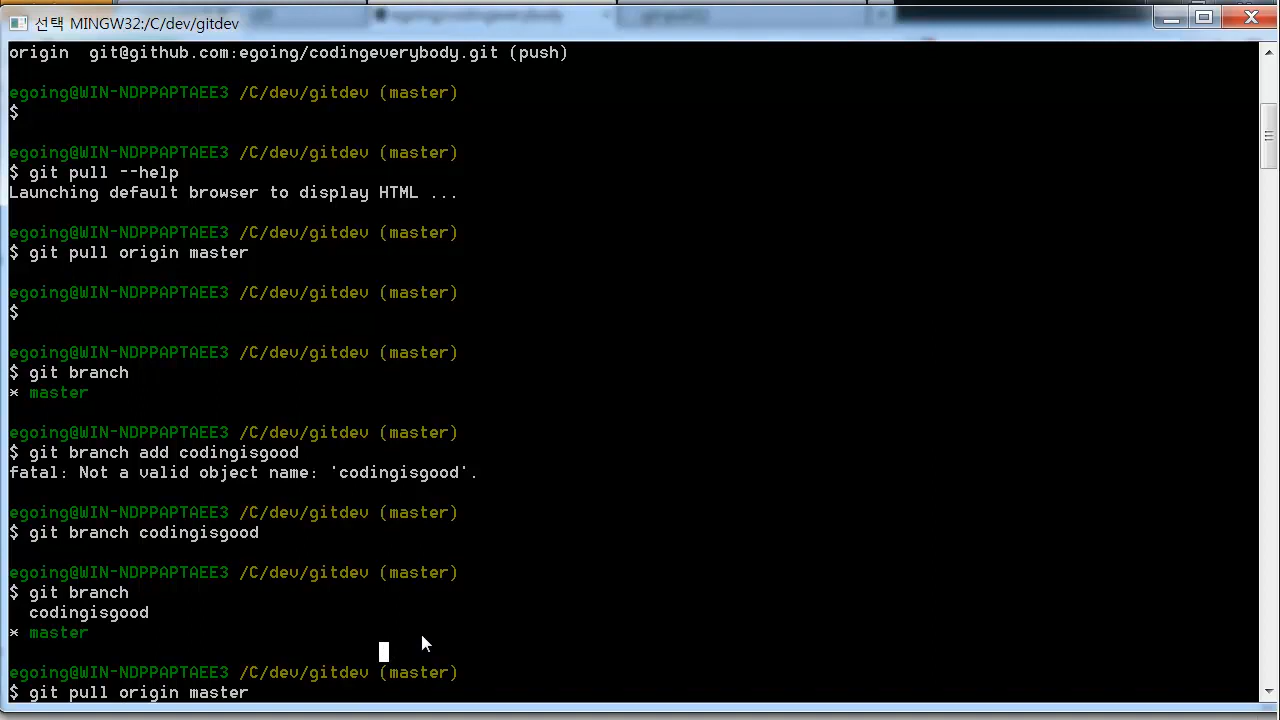 선택 MINGW32:/C/dev/gitdev
origin  git@github.com:egoing/codingeverybody.git (push)
egoing@WIN-NDPPAPTAEE3 /C/dev/gitdev (master)
$
egoing@WIN-NDPPAPTAEE3 /C/dev/gitdev (master)
$ git pull --help
Launching default browser to display HTML ...
egoing@WIN-NDPPAPTAEE3 /C/dev/gitdev (master)
$ git pull origin master
egoing@WIN-NDPPAPTAEE3 /C/dev/gitdev (master)
$
egoing@WIN-NDPPAPTAEE3 /C/dev/gitdev (master)
$ git branch
* master
egoing@WIN-NDPPAPTAEE3 /C/dev/gitdev (master)
$ git branch add codingisgood
fatal: Not a valid object name: 'codingisgood'.
egoing@WIN-NDPPAPTAEE3 /C/dev/gitdev (master)
$ git branch codingisgood
egoing@WIN-NDPPAPTAEE3 /C/dev/gitdev (master)
$ git branch
  codingisgood
* master
egoing@WIN-NDPPAPTAEE3 /C/dev/gitdev (master)
$ git pull origin master